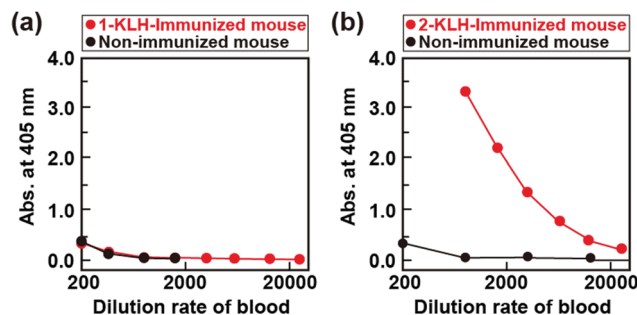 (a)
1-KLH-Immunized mouse
Non-immunized mouse
4.0
3.0
2.0
1.0
0.0
Abs. at 405 nm
200
2000
20000
Dilution rate of blood
(b)
2-KLH-Immunized mouse
Non-immunized mouse
4.0
3.0
2.0
1.0
0.0
Abs. at 405 nm
200
2000
20000
Dilution rate of blood